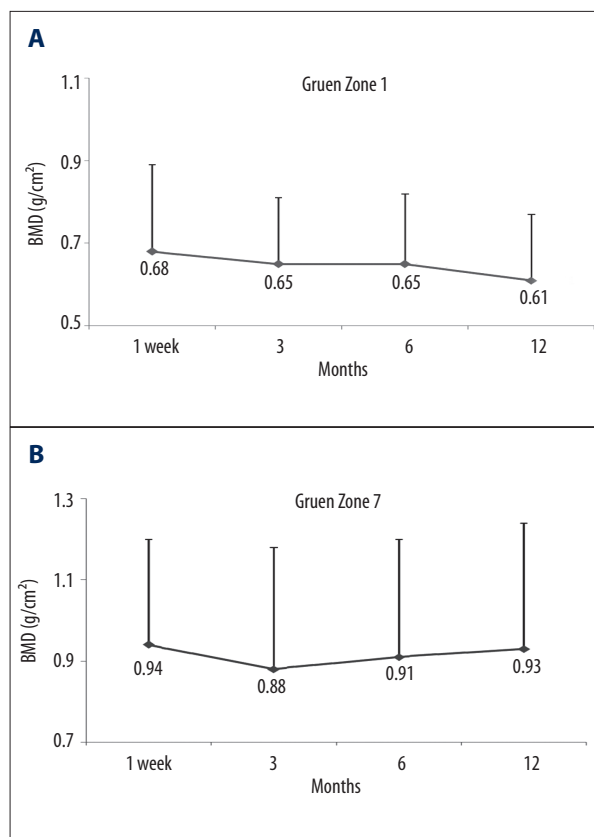 A
Gruen Zone 1
BMD (g/cm²)
1.1
0.9
0.7
0.5
0.68
0.65
0.65
0.61
1 week
3
6
12
Months
B
Gruen Zone 7
BMD (g/cm²)
1.3
1.1
0.9
0.7
0.94
0.88
0.91
0.93
1 week
3
6
12
Months